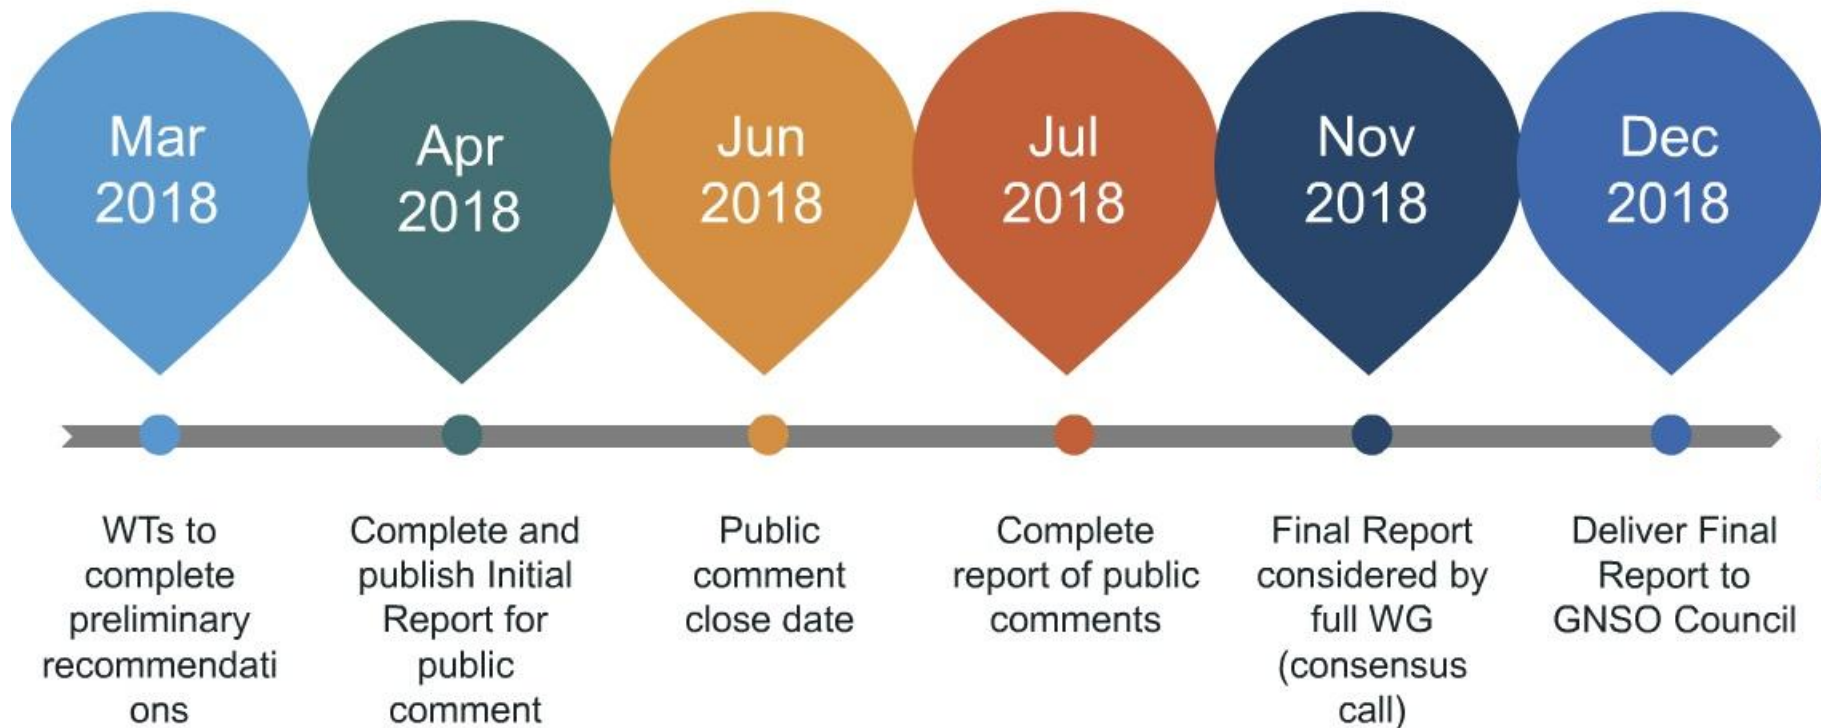 Mar
2018
Apr
2018
Jun
2018
Jul
2018
Nov
2018
Dec
2018
WTs to
complete
preliminary
recommendati
ons
Complete and
publish Initial
Report for
public
comment
Public
comment
close date
Complete
report of public
comments
Final Report
considered by
full WG
(consensus
call)
Deliver Final
Report to
GNSO Council